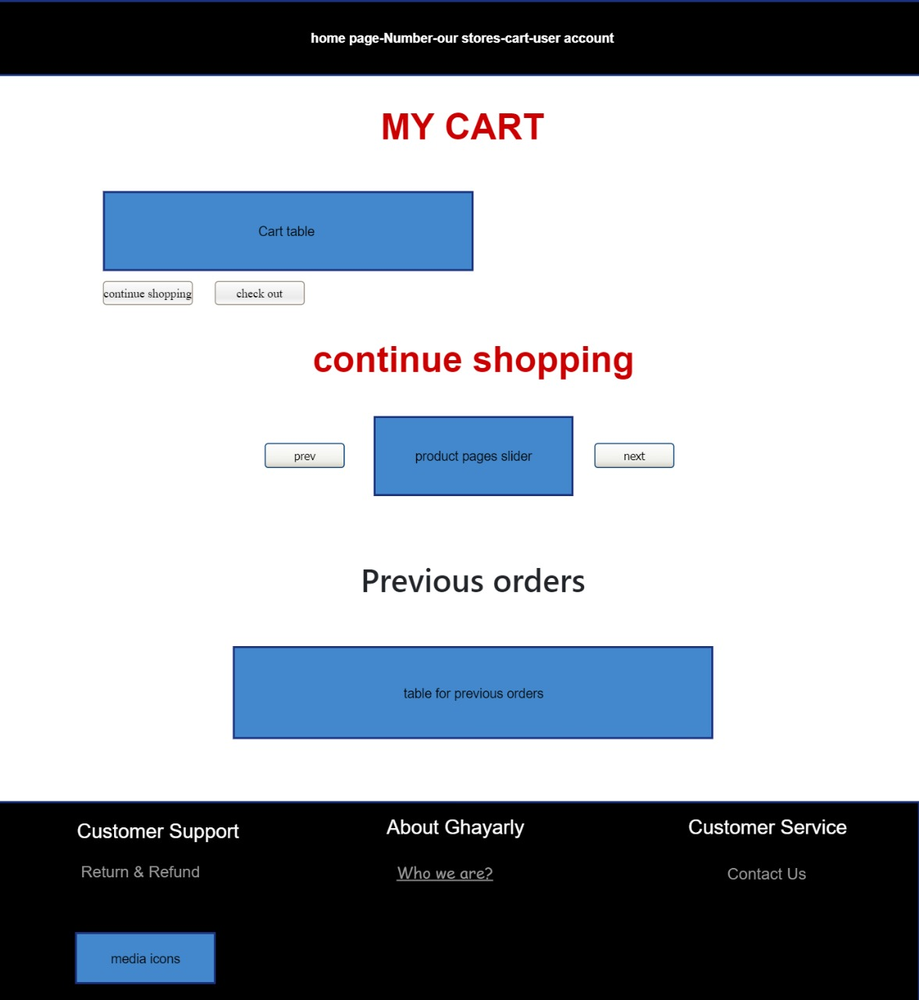 home page-Number-our stores-cart-user account
MY CART
Cart table
continue shopping
check out
continue shopping
prev
product pages slider
next
Previous orders
table for previous orders
Customer Support
About Ghayarly
Customer Service
Return & Refund
Who we are?
Contact Us
media icons